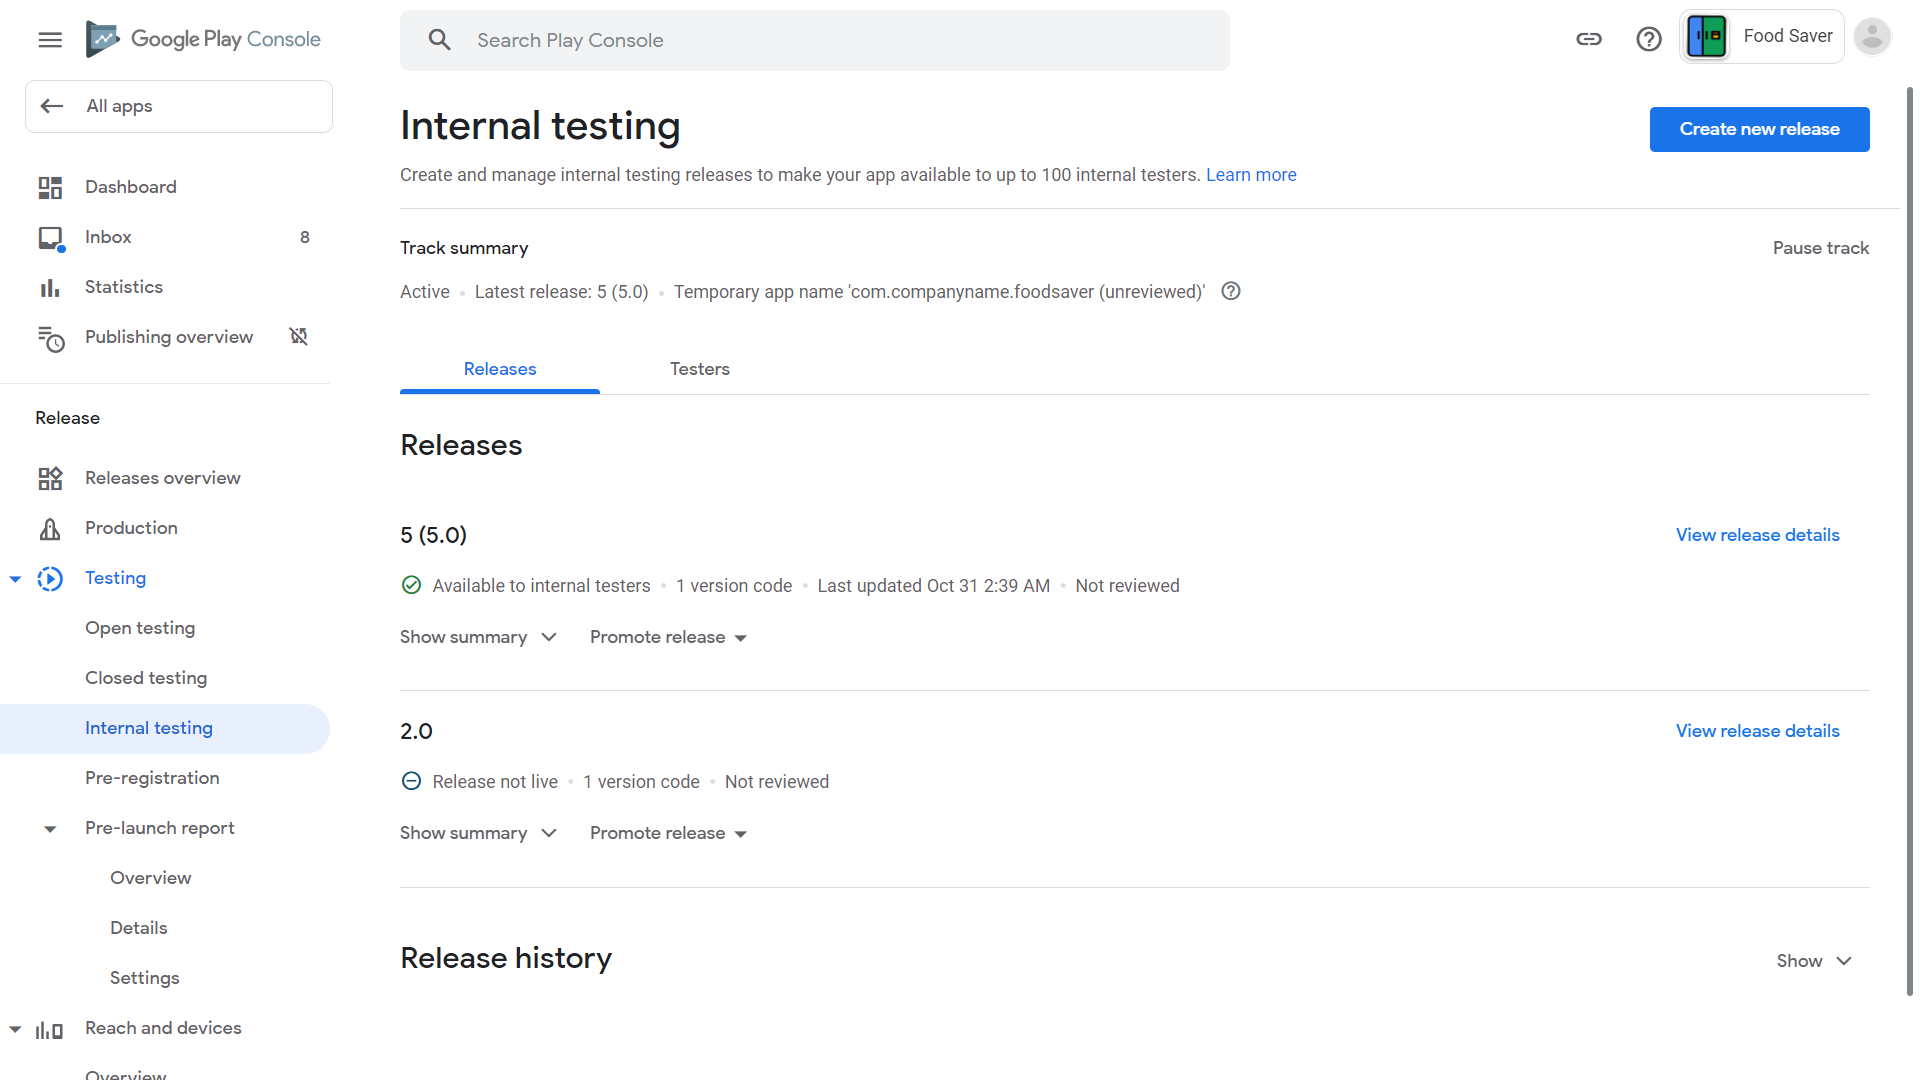 Google Play Console
Search Play Console
Food Saver
All apps
Dashboard
Inbox 8
Statistics
Publishing overview
Release
Releases overview
Production
Testing
Open testing
Closed testing
Internal testing
Pre-registration
Pre-launch report
Overview
Details
Settings
Reach and devices
Overview
Internal testing
Create new release
Create and manage internal testing releases to make your app available to up to 100 internal testers. Learn more
Track summary
Pause track
Active • Latest release: 5 (5.0) • Temporary app name 'com.companyname.foodsaver (unreviewed)'
Releases Testers
Releases
5 (5.0)
View release details
Available to internal testers • 1 version code • Last updated Oct 31 2:39 AM • Not reviewed
Show summary Promote release
2.0
View release details
Release not live • 1 version code • Not reviewed
Show summary Promote release
Release history
Show